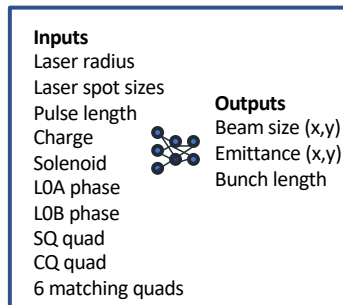 Inputs
Laser radius
Laser spot sizes
Pulse length
Charge
Solenoid
L0A phase
L0B phase
SQ quad
CQ quad
6 matching quads
Outputs
Beam size (x,y)
Emittance (x,y)
Bunch length